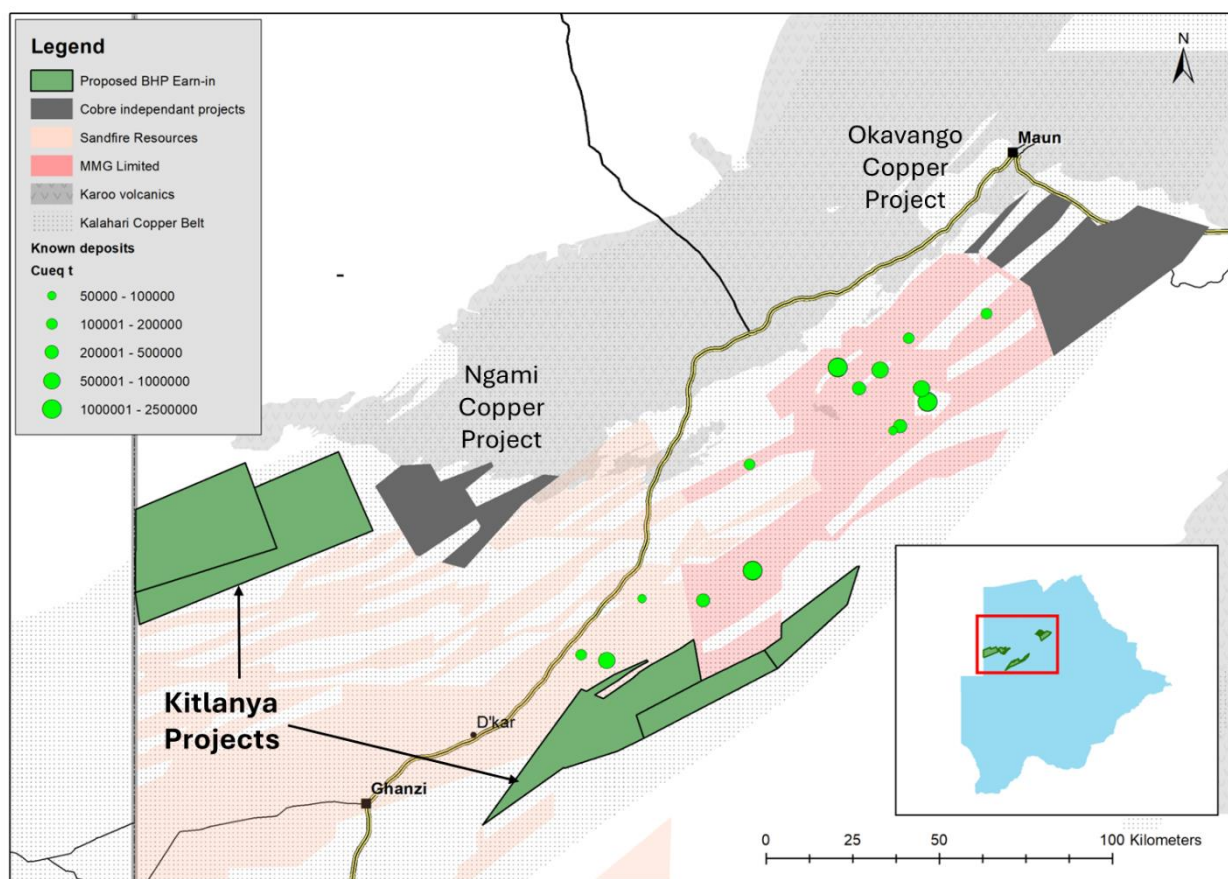 Legend
Proposed BHP Earn-in
Cobre independant projects
Sandfire Resources
MMG Limited
Karoo volcanics
Kalahari Copper Belt
Known deposits
Cueq t
50000 - 100000
100001 - 200000
200001 - 500000
500001 - 1000000
1000001 - 2500000
N
Okavango
Copper
Project
Maun
-
Ngami
Copper
Project
Kitlanya
Projects
D'kar
Ghanzi
0 25 50 100 Kilometers